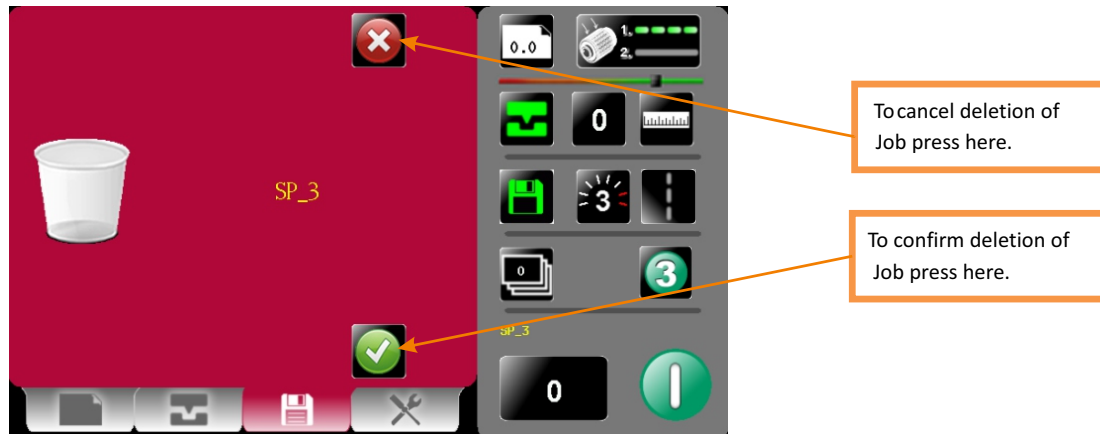 0.0
1.
2.
0
SP_3
3
0
3
SP_3
0
Tocancel deletion of
Job press here.
To confirm deletion of
Job press here.